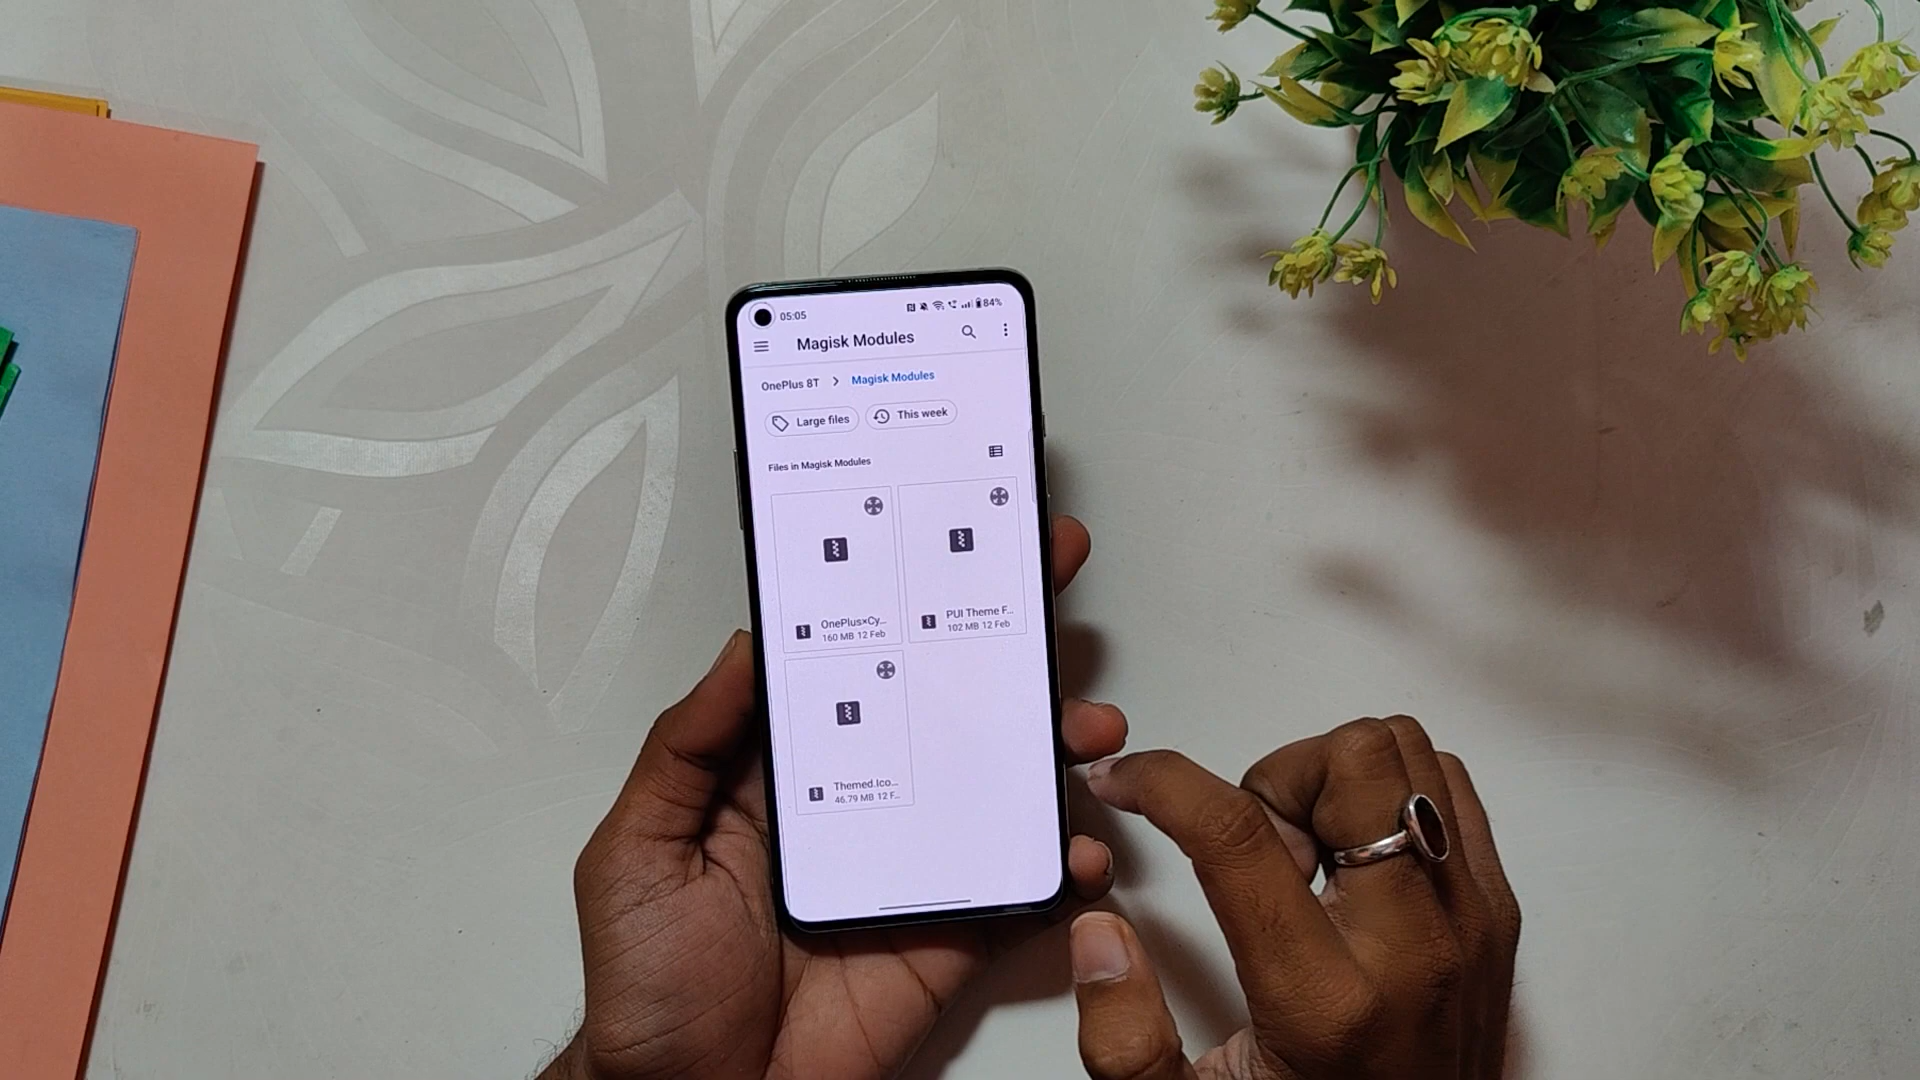 05:05 84%
Magisk Modules
OnePlus 8T > Magisk Modules
Large files This week
Files in Magisk Modules
OnePlus×Cy...
160 MB 12 Feb
PUI Theme F...
102 MB 12 Feb
Themed.Ico...
46.79 MB 12 F...